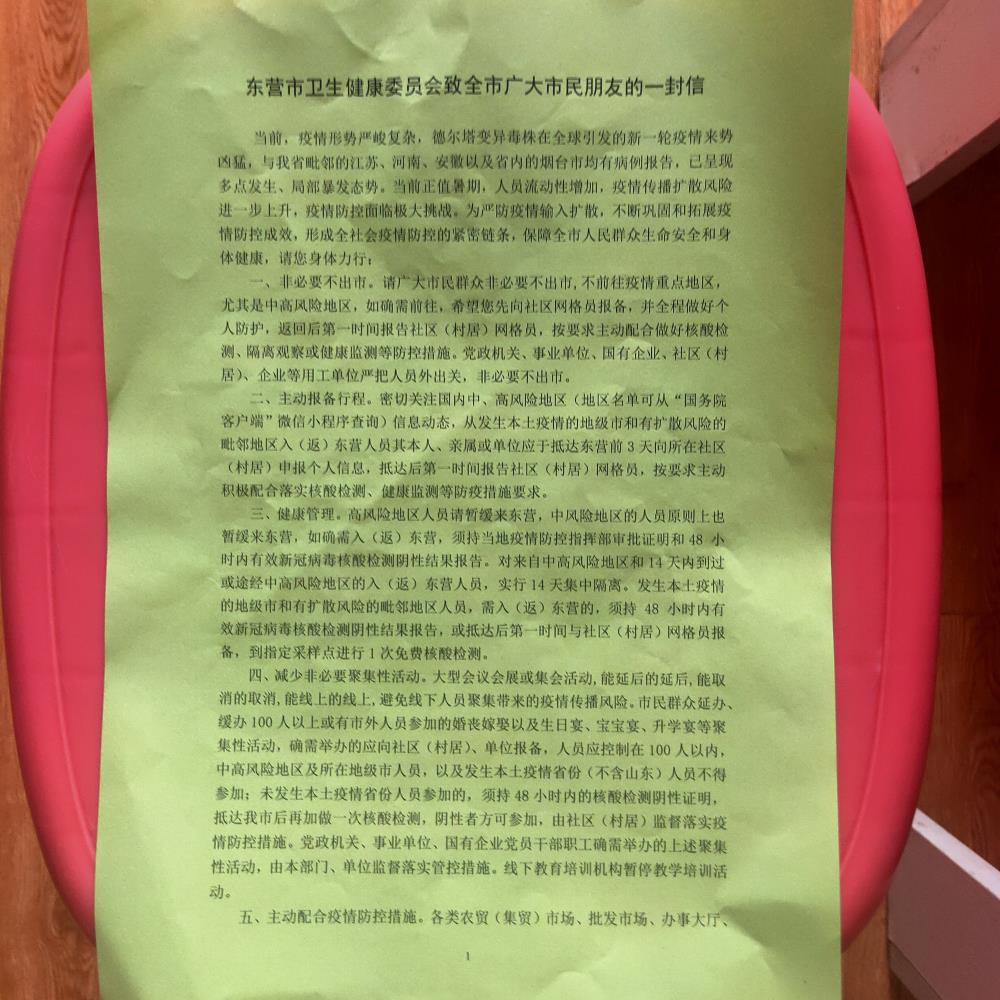 东营市卫生健康委员会致全市广大市民朋友的一封信
当前，疫情形势严峻复杂，德尔塔变异毒株在全球引发的新一轮疫情来势
凶猛，与我省毗邻的江苏、河南、安徽以及省内的烟台市均有病例报告，已呈现
多点发生、局部暴发态势。当前正值暑期，人员流动性增加，疫情传播扩散风险
进一步上升，疫情防控面临极大挑战。为严防疫情输入扩散，不断巩固和拓展疫
情防控成效，形成全社会疫情防控的紧密链条，保障全市人民群众生命安全和身
体健康，请您身体力行：
一、非必要不出市。请广大市民群众非必要不出市,不前往疫情重点地区，
尤其是中高风险地区，如确需前往，希望您先向社区网格员报备，并全程做好个
人防护，返回后第一时间报告社区（村居）网格员，按要求主动配合做好核酸检
测、隔离观察或健康监测等防控措施。党政机关、事业单位、国有企业、社区（村
居）、企业等用工单位严把人员外出关，非必要不出市。
二、主动报备行程。密切关注国内中、高风险地区（地区名单可从“国务院
客户端”微信小程序查询）信息动态，从发生本土疫情的地级市和有扩散风险的
毗邻地区入（返）东营人员其本人、亲属或单位应于抵达东营前 3 天向所在社区
（村居）申报个人信息，抵达后第一时间报告社区（村居）网格员，按要求主动
积极配合落实核酸检测、健康监测等防疫措施要求。
三、健康管理。高风险地区人员请暂缓来东营，中风险地区的人员原则上也
暂缓来东营，如确需入（返）东营，须持当地疫情防控指挥部审批证明和 48 小
时内有效新冠病毒核酸检测阴性结果报告。对来自中高风险地区和 14 天内到过
或途经中高风险地区的入（返）东营人员，实行 14 天集中隔离。发生本土疫情
的地级市和有扩散风险的毗邻地区人员，需入（返）东营的，须持 48 小时内有
效新冠病毒核酸检测阴性结果报告，或抵达后第一时间与社区（村居）网格员报
备，到指定采样点进行 1 次免费核酸检测。
四、减少非必要聚集性活动。大型会议会展或集会活动,能延后的延后,能取
消的取消,能线上的线上,避免线下人员聚集带来的疫情传播风险。市民群众延办、
缓办 100 人以上或有市外人员参加的婚丧嫁娶以及生日宴、宝宝宴、升学宴等聚
集性活动，确需举办的应向社区（村居）、单位报备，人员应控制在 100 人以内，
中高风险地区及所在地级市人员，以及发生本土疫情省份（不含山东）人员不得
参加；未发生本土疫情省份人员参加的，须持 48 小时内的核酸检测阴性证明，
抵达我市后再加做一次核酸检测，阴性者方可参加，由社区（村居）监督落实疫
情防控措施。党政机关、事业单位、国有企业党员干部职工确需举办的上述聚集
性活动，由本部门、单位监督落实管控措施。线下教育培训机构暂停教学培训活
动。
五、主动配合疫情防控措施。各类农贸（集贸）市场、批发市场、办事大厅、
1